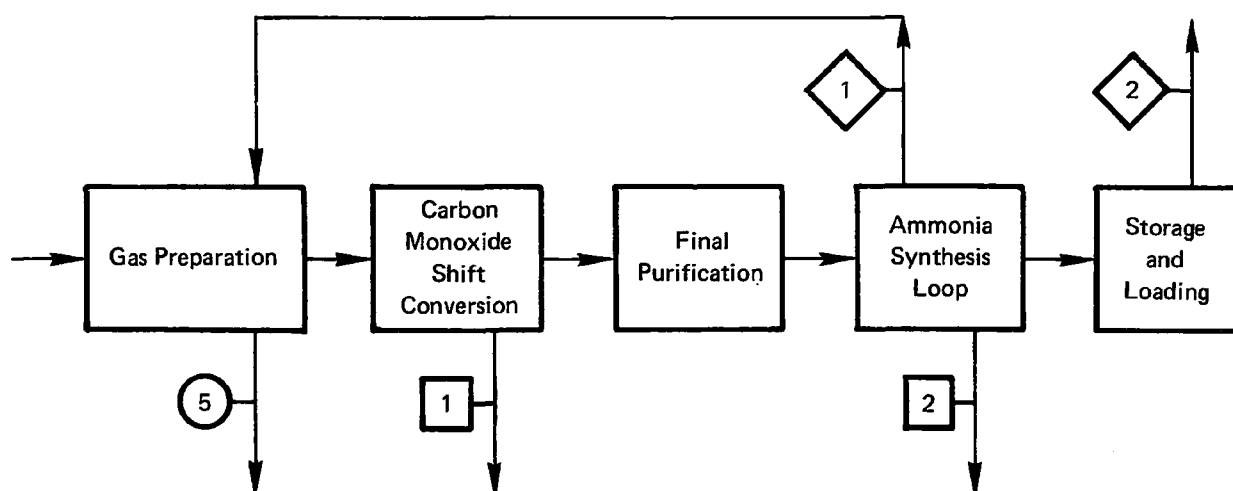 1
2
Gas Preparation
Carbon
Monoxide
Shift
Conversion
Final
Purification
Ammonia
Synthesis
Loop
Storage
and
Loading
5
1
2